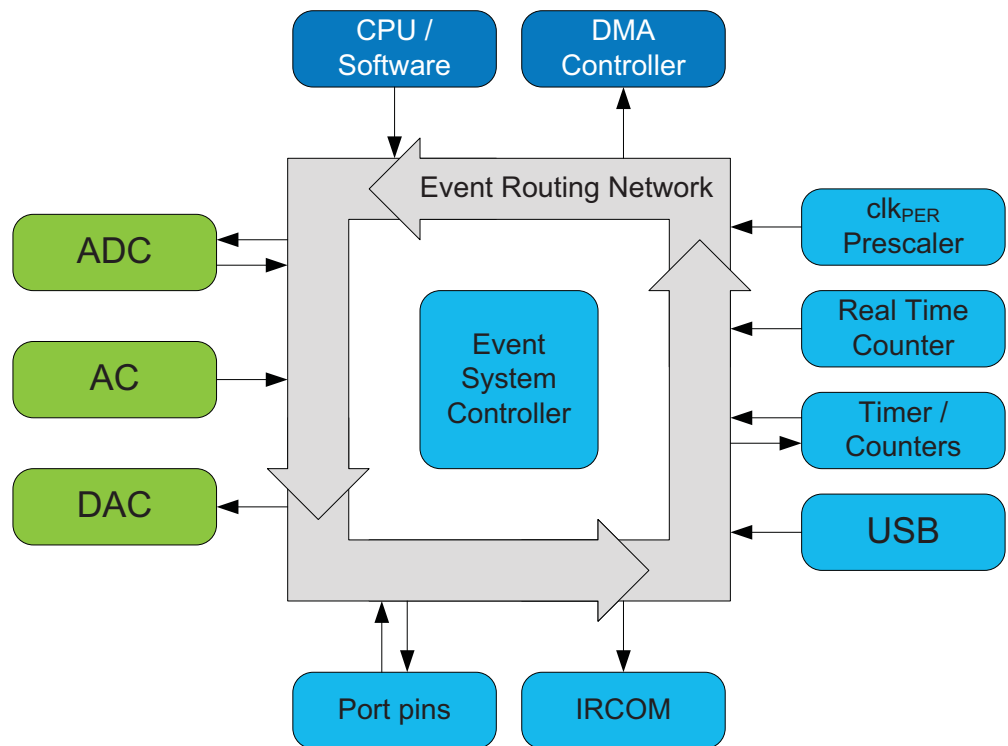 CPU /
Software
DMA
Controller
Event Routing Network
clkPER
Prescaler
ADC
Real Time
Counter
Event
System
Controller
AC
Timer /
Counters
DAC
USB
Port pins
IRCOM